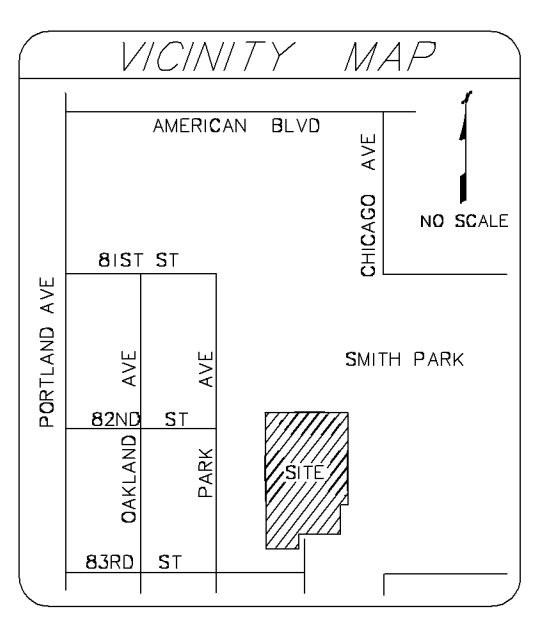 VICINITY MAP
AMERICAN BLVD
CHICAGO AVE
NO SCALE
81ST ST
PORTLAND AVE
SMITH PARK
82ND ST
OAKLAND AVE
PARK AVE
SITE
83RD ST